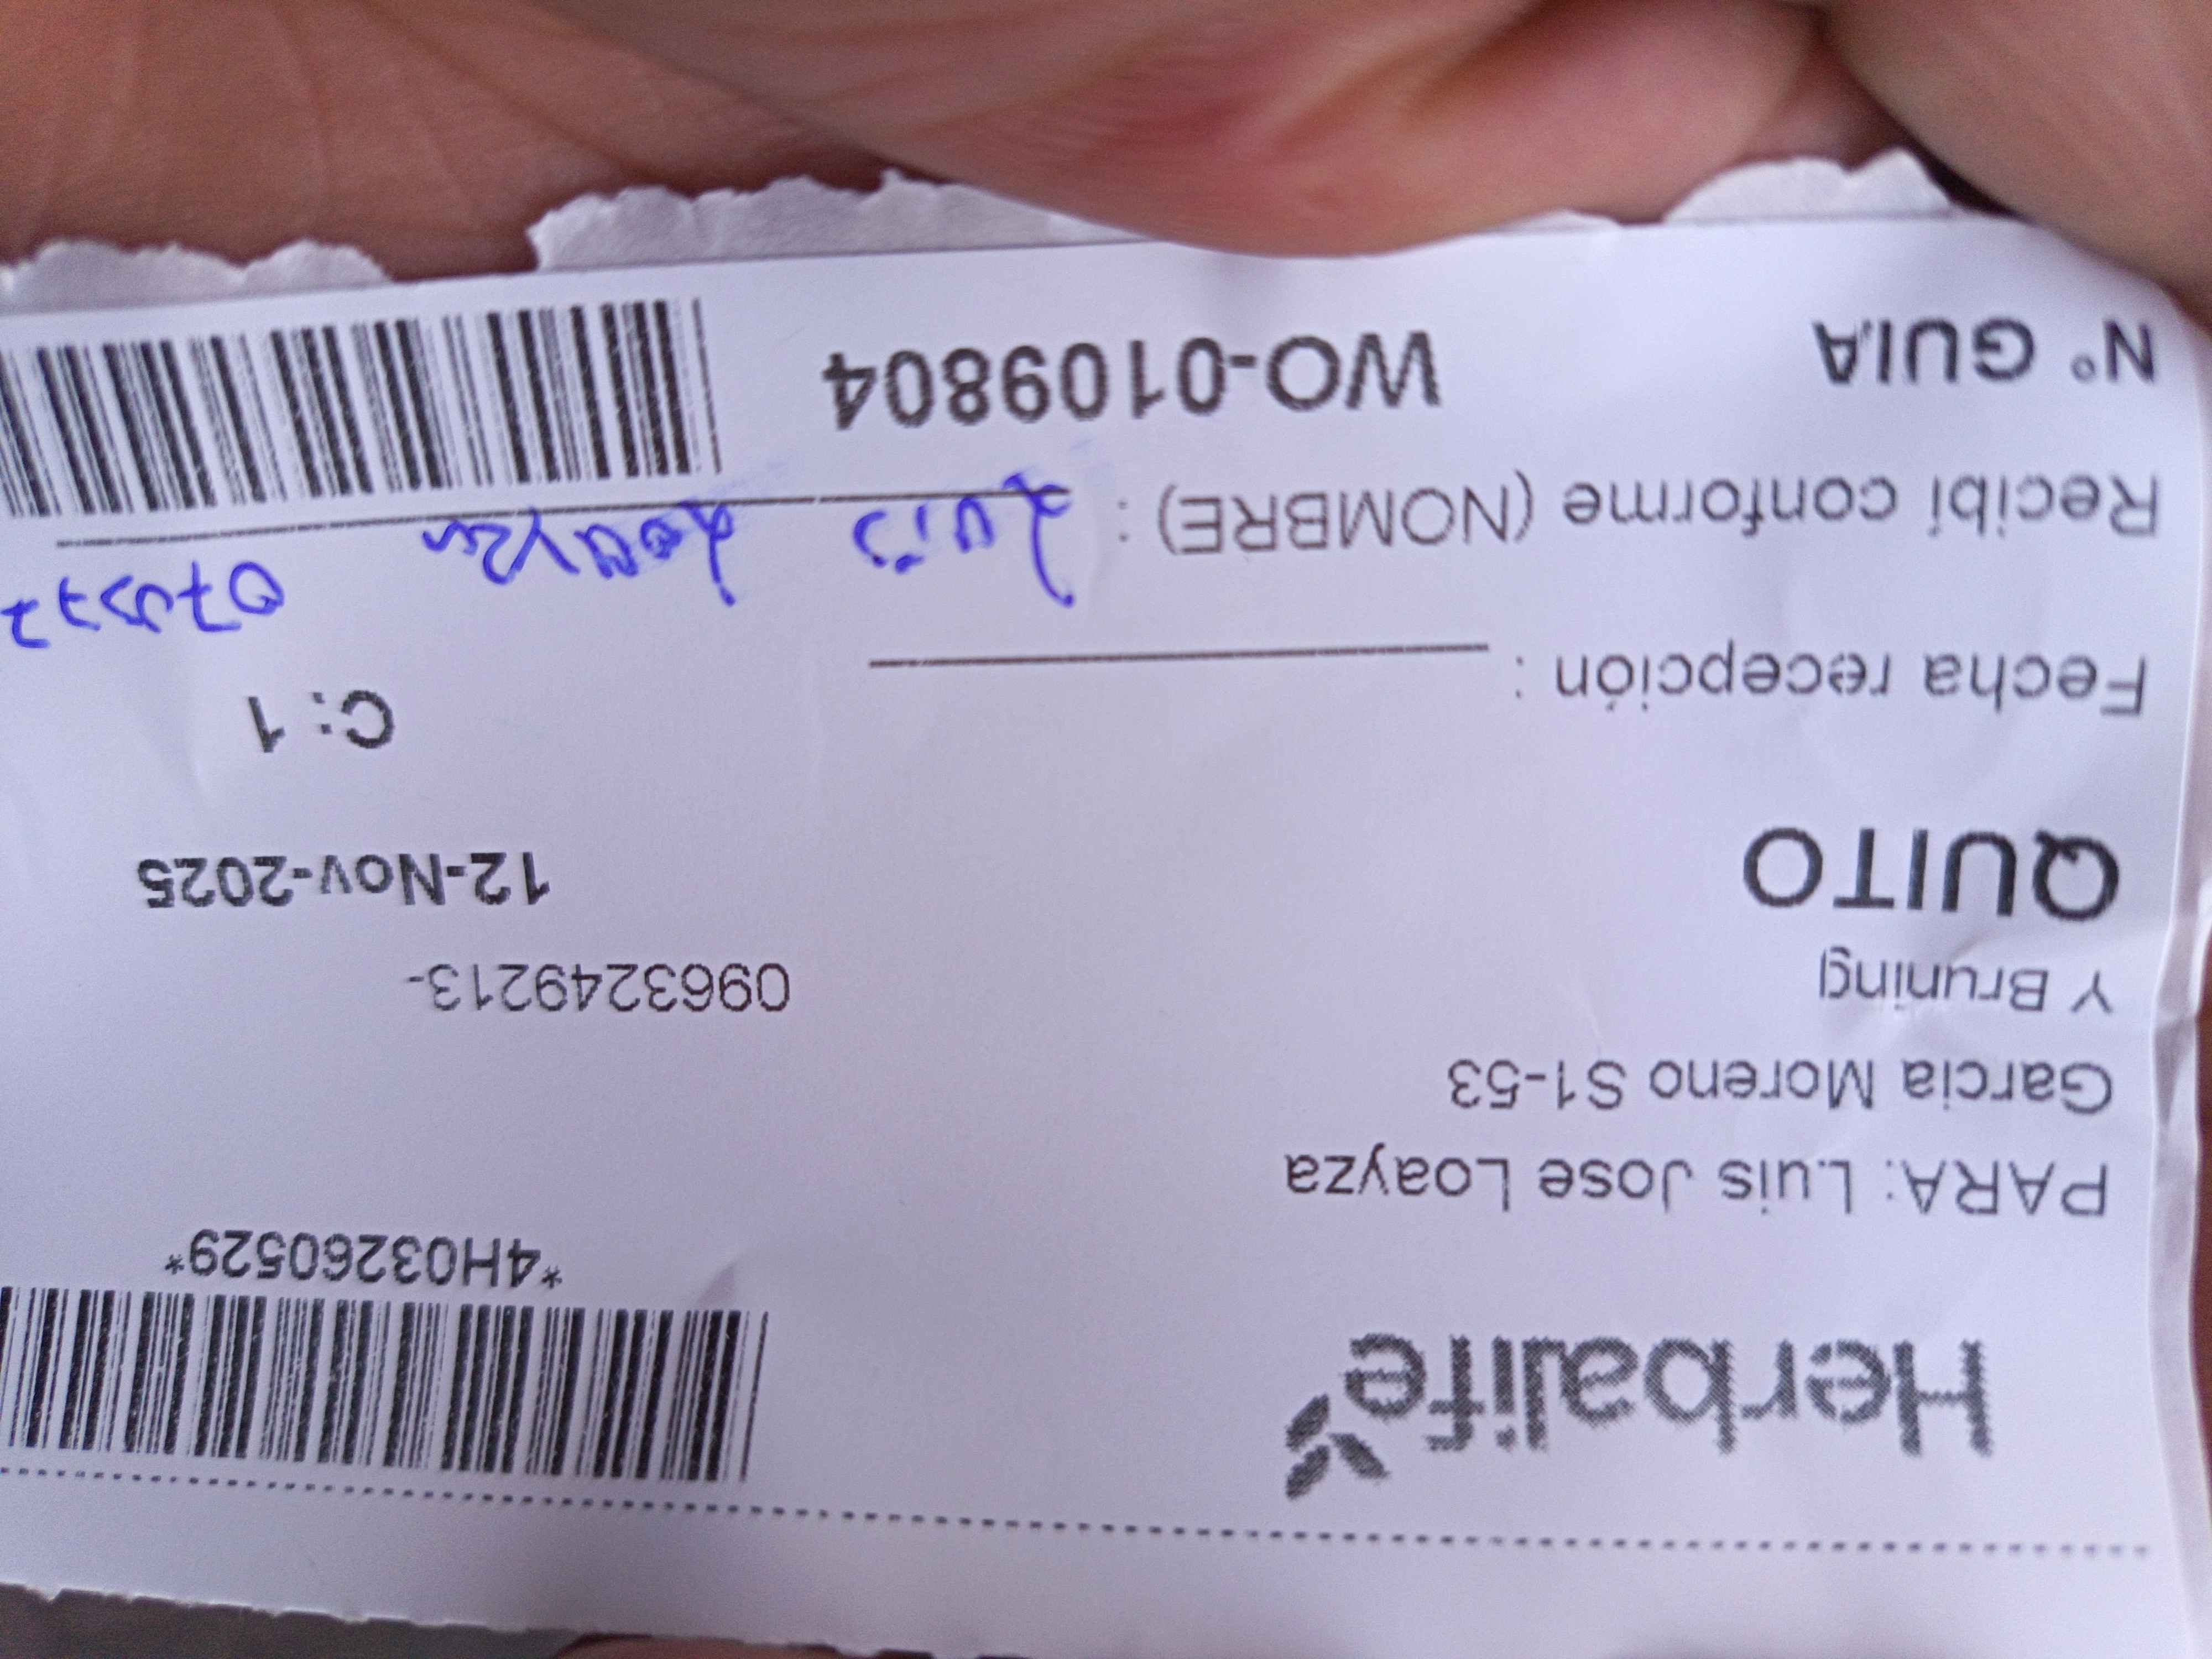 Herbalife
*4H03260529*
PARA: Luis Jose Loayza
Garcia Moreno S1-53
Y Bruning
0963249213-
QUITO
12-Nov-2025
C: 1
Fecha recepción :
Recibí conforme (NOMBRE) : Luis Loayza
N° GUIA WO-0109804